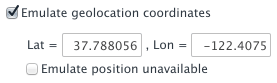 Emulate geolocation coordinates
Lat = 37.788056 , Lon = -122.4075
Emulate position unavailable